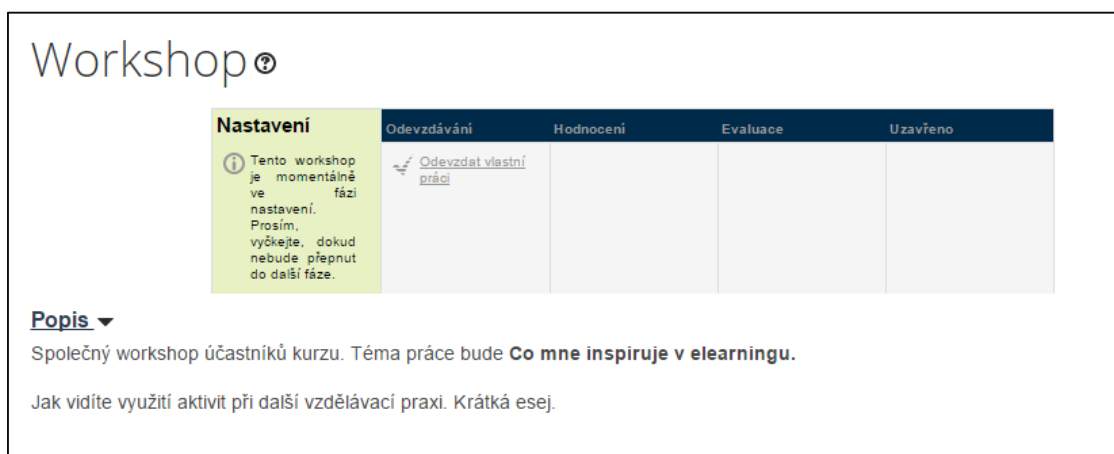 Workshop
Nastavení
Odevzdávání
Hodnocení
Evaluace
Uzavřeno
Tento workshop
je momentálně
ve fázi
nastavení.
Prosím,
vyčkejte, dokud
nebude přepnut
do další fáze.
Odevzdat vlastní
práci
Popis
Společný workshop účastníků kurzu. Téma práce bude Co mne inspiruje v elearningu.
Jak vidíte využití aktivit při další vzdělávací praxi. Krátká esej.